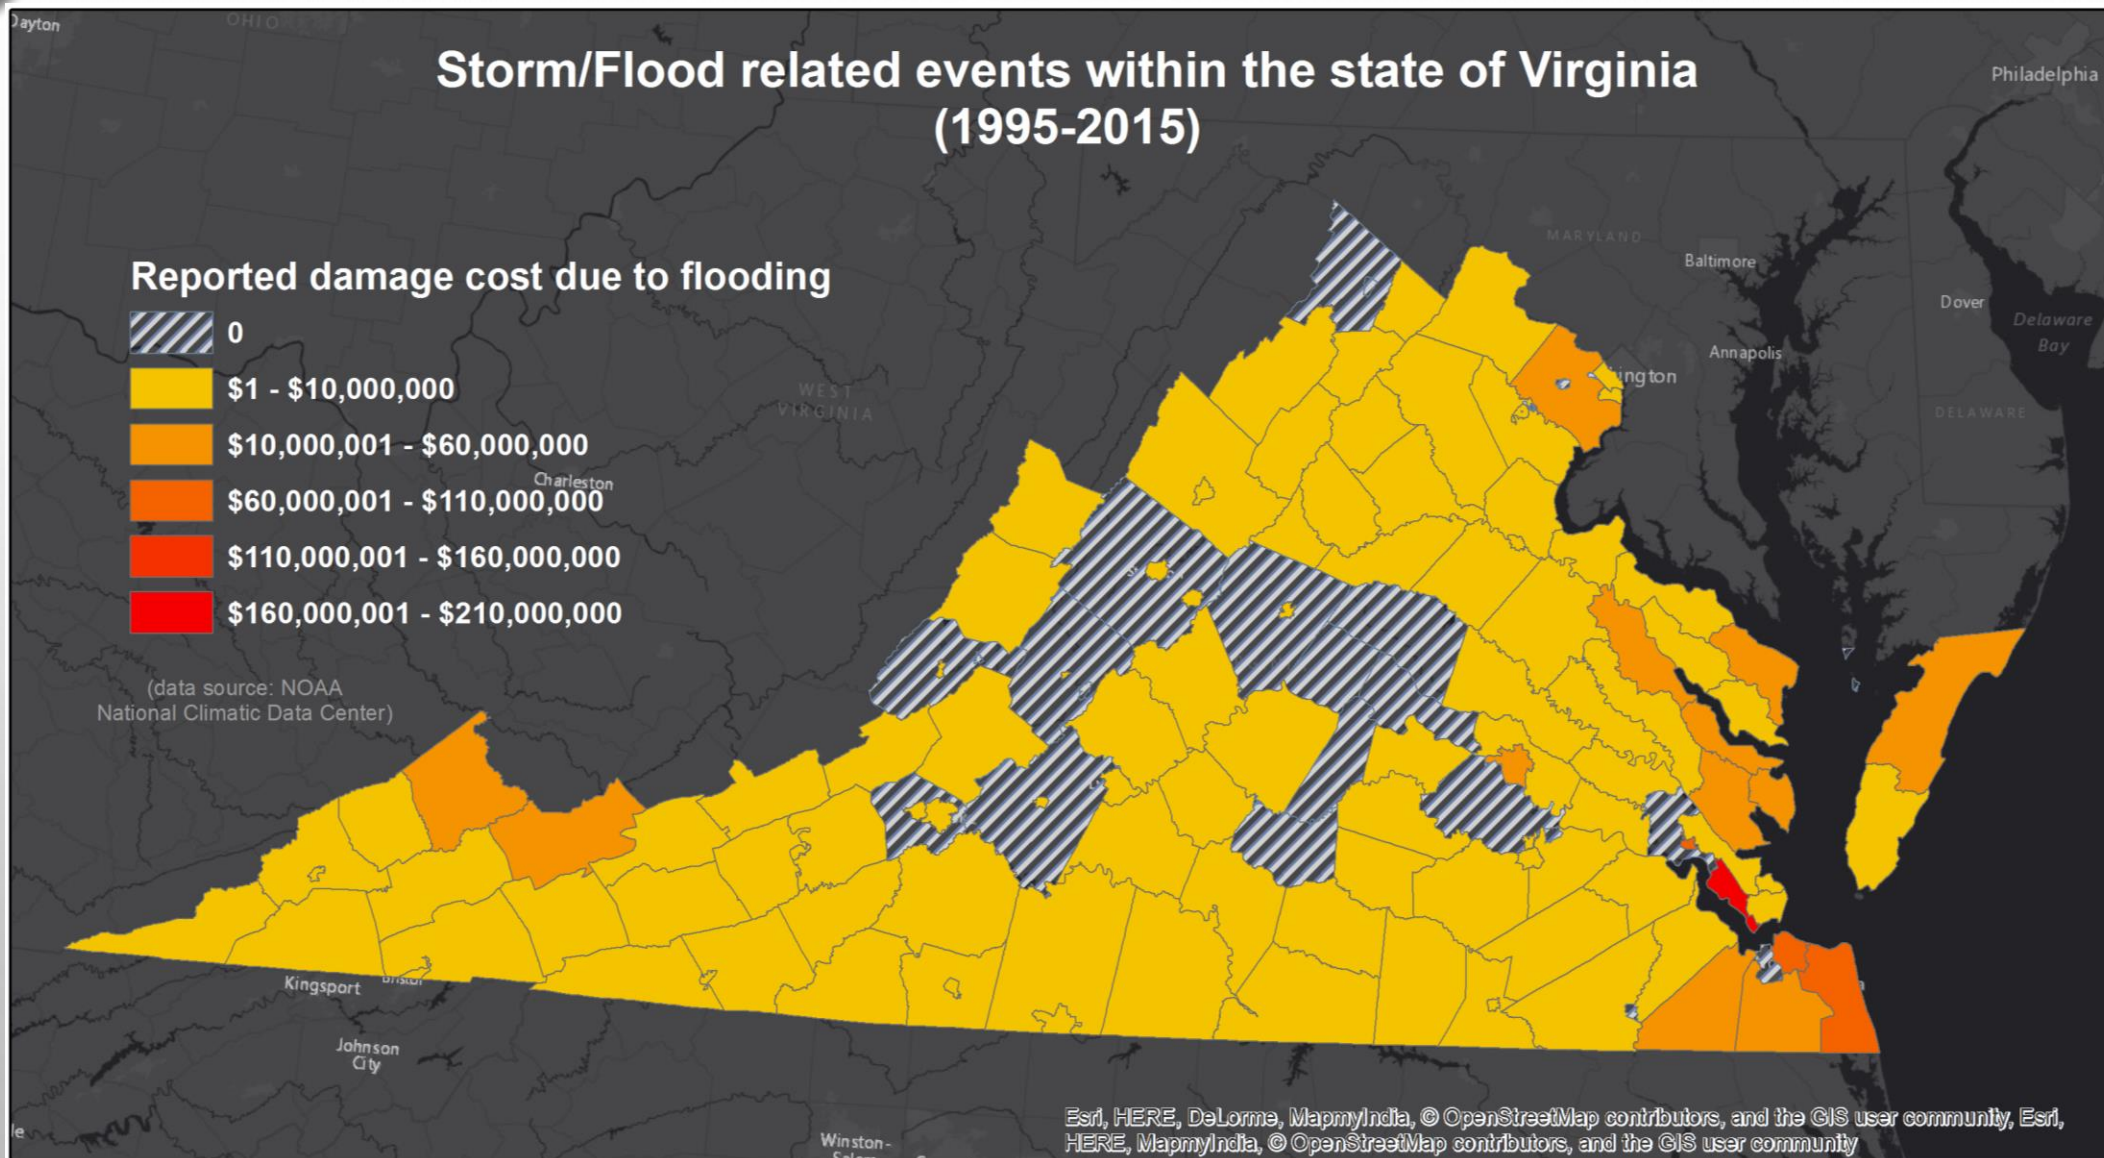 Dayton
OHIO
Storm/Flood related events within the state of Virginia
(1995-2015)
Philadelphia
MARYLAND
Baltimore
Reported damage cost due to flooding
Dover
Delaware
Bay
0
Annapolis
ington
$1 - $10,000,000
WEST
VIRGINIA
DELAWARE
$10,000,001 - $60,000,000
Charleston
$60,000,001 - $110,000,000
$110,000,001 - $160,000,000
$160,000,001 - $210,000,000
(data source: NOAA
National Climatic Data Center)
Kingsport
Bristol
Johnson
City
Esri, HERE, DeLorme, MapmyIndia, © OpenStreetMap contributors, and the GIS user community, Esri,
HERE, MapmyIndia, © OpenStreetMap contributors, and the GIS user community
le
Winston-
Salem